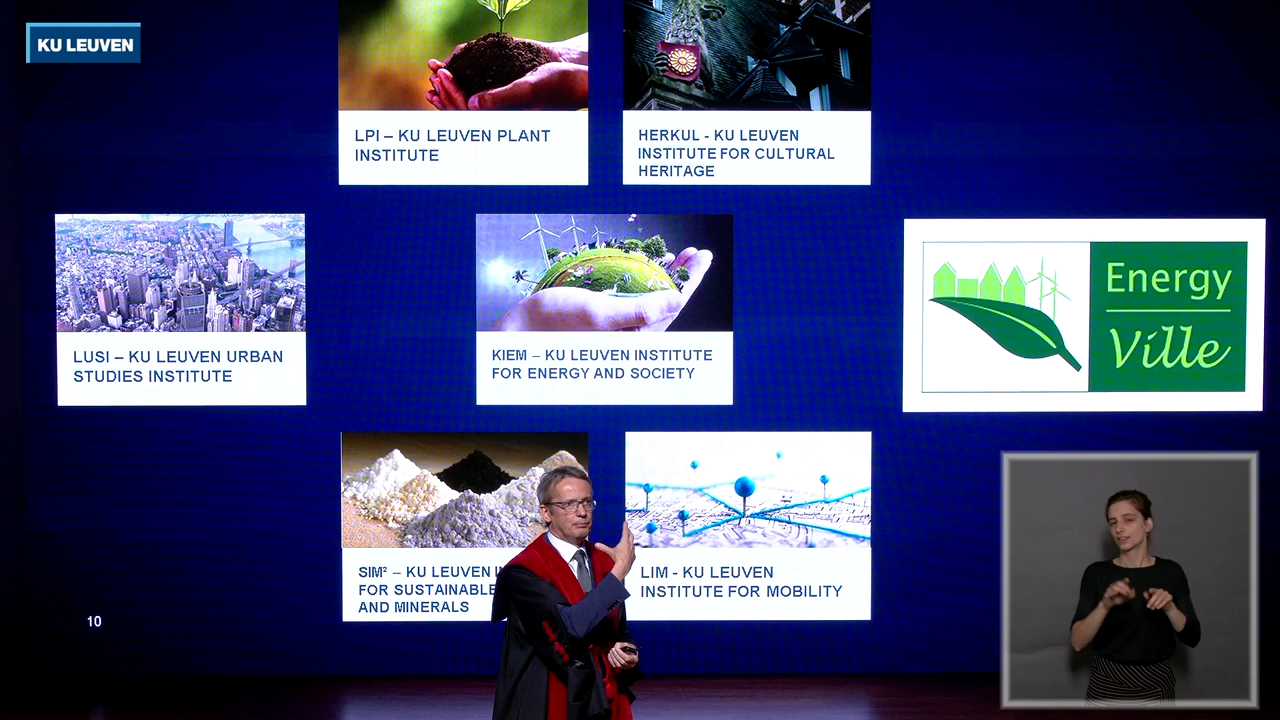 KU LEUVEN
LPI – KU LEUVEN PLANT
INSTITUTE
HERKUL - KU LEUVEN
INSTITUTE FOR CULTURAL
HERITAGE
LUSI – KU LEUVEN URBAN
STUDIES INSTITUTE
KIEM – KU LEUVEN INSTITUTE
FOR ENERGY AND SOCIETY
Energy
Ville
SIM² – KU LEUVEN
FOR SUSTAINABLE
AND MINERALS
LIM - KU LEUVEN
INSTITUTE FOR MOBILITY
10